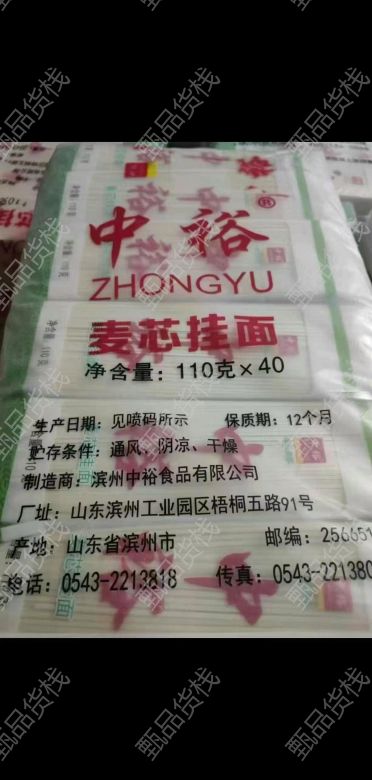 中裕®
ZHONGYU
麦芯挂面
净含量：110克×40
生产日期：见喷码所示 保质期：12个月
贮存条件：通风、阴凉、干燥
制造商：滨州中裕食品有限公司
厂址：山东滨州工业园区梧桐五路91号
产地：山东省滨州市 邮编：256651
电话：0543-2213818 传真：0543-221380
甄品货栈